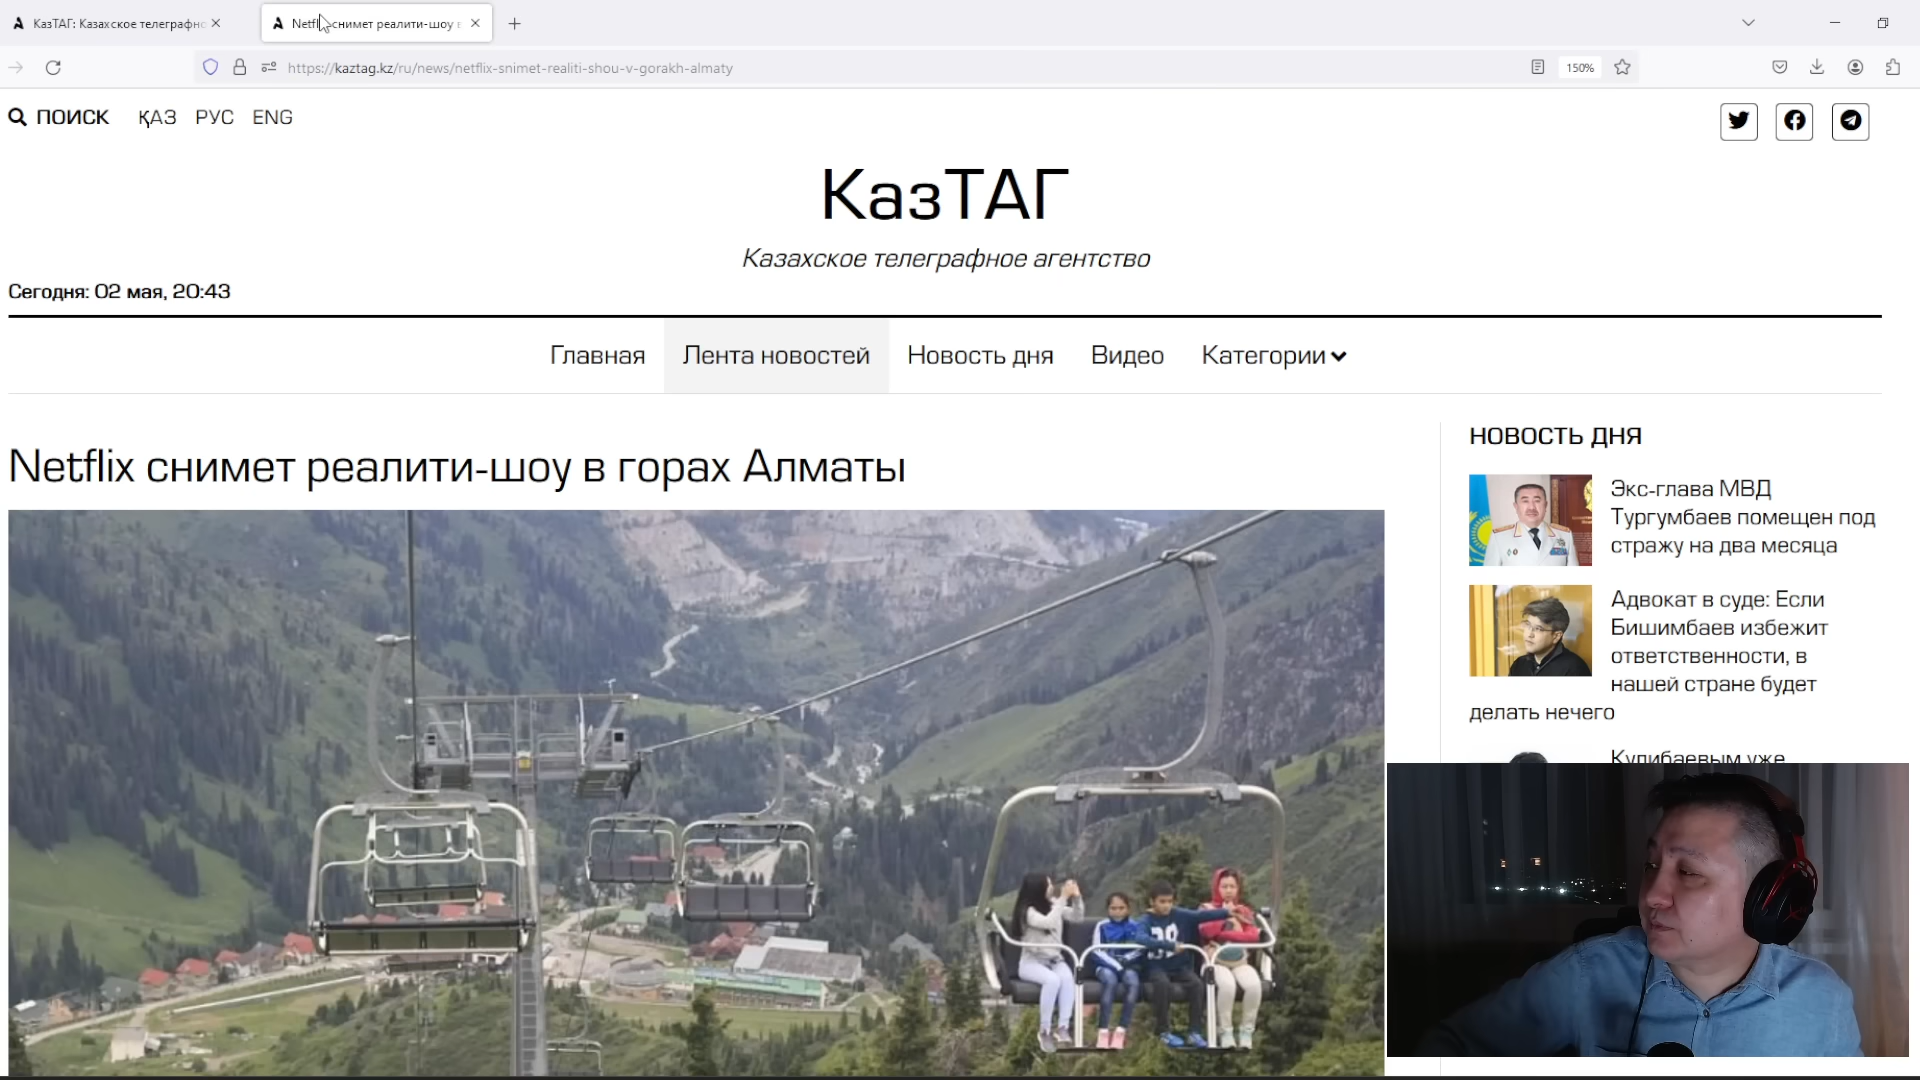 КазТАГ: Казахское телеграфно
Netfl снимет реалити-шоу в
https://kaztag.kz/ru/news/netflix-snimet-realiti-shou-v-gorakh-almaty
150%
ПОИСК ҚАЗ РУС ENG
КазТАГ
Казахское телеграфное агентство
Сегодня: 02 мая, 20:43
Главная Лента новостей Новость дня Видео Категории
Netflix снимет реалити-шоу в горах Алматы
НОВОСТЬ ДНЯ
Экс-глава МВД
Тургумбаев помещен под
стражу на два месяца
Адвокат в суде: Если
Бишимбаев избежит
ответственности, в
нашей стране будет
делать нечего
Кулибаевым уже